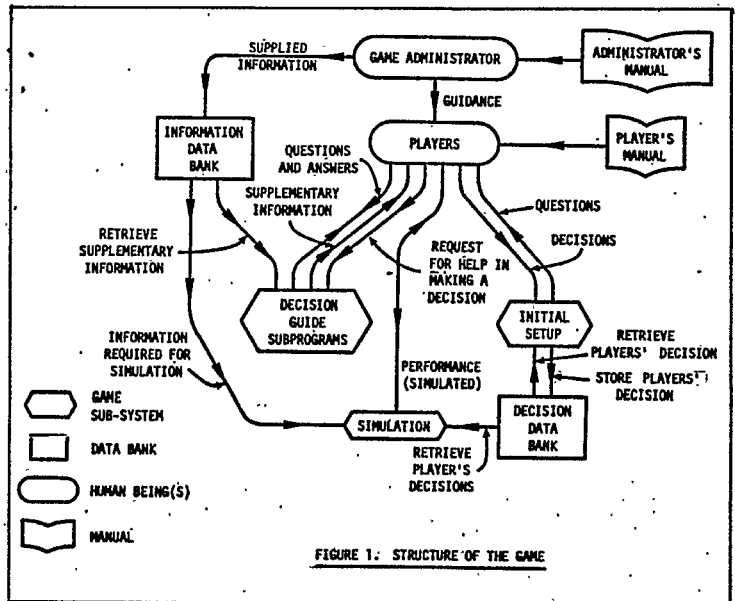 SUPPLIED
INFORMATION
GAME ADMINISTRATOR
ADMINISTRATOR'S
MANUAL
GUIDANCE
INFORMATION
DATA
BANK
PLAYERS
PLAYER'S
MANUAL
QUESTIONS
AND ANSWERS
SUPPLEMENTARY
INFORMATION
QUESTIONS
DECISIONS
RETRIEVE
SUPPLEMENTARY
INFORMATION
REQUEST
FOR HELP IN
MAKING A
DECISION
DECISION
GUIDE
SUBPROGRAMS
INITIAL
SETUP
INFORMATION
REQUIRED FOR
SIMULATION
RETRIEVE
PLAYERS' DECISION
STORE PLAYERS'
DECISION
PERFORMANCE
(SIMULATED)
GAME
SUB-SYSTEM
SIMULATION
DECISION
DATA
BANK
DATA BANK
RETRIEVE
PLAYER'S
DECISIONS
HUMAN BEING(S)
MANUAL
FIGURE 1: STRUCTURE OF THE GAME